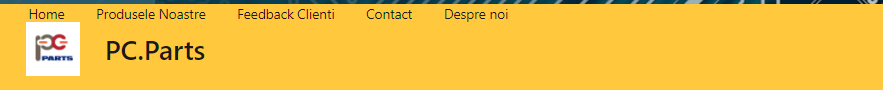 Home Produsele Noastre Feedback Clienti Contact Despre noi
PC PARTS
PC.Parts